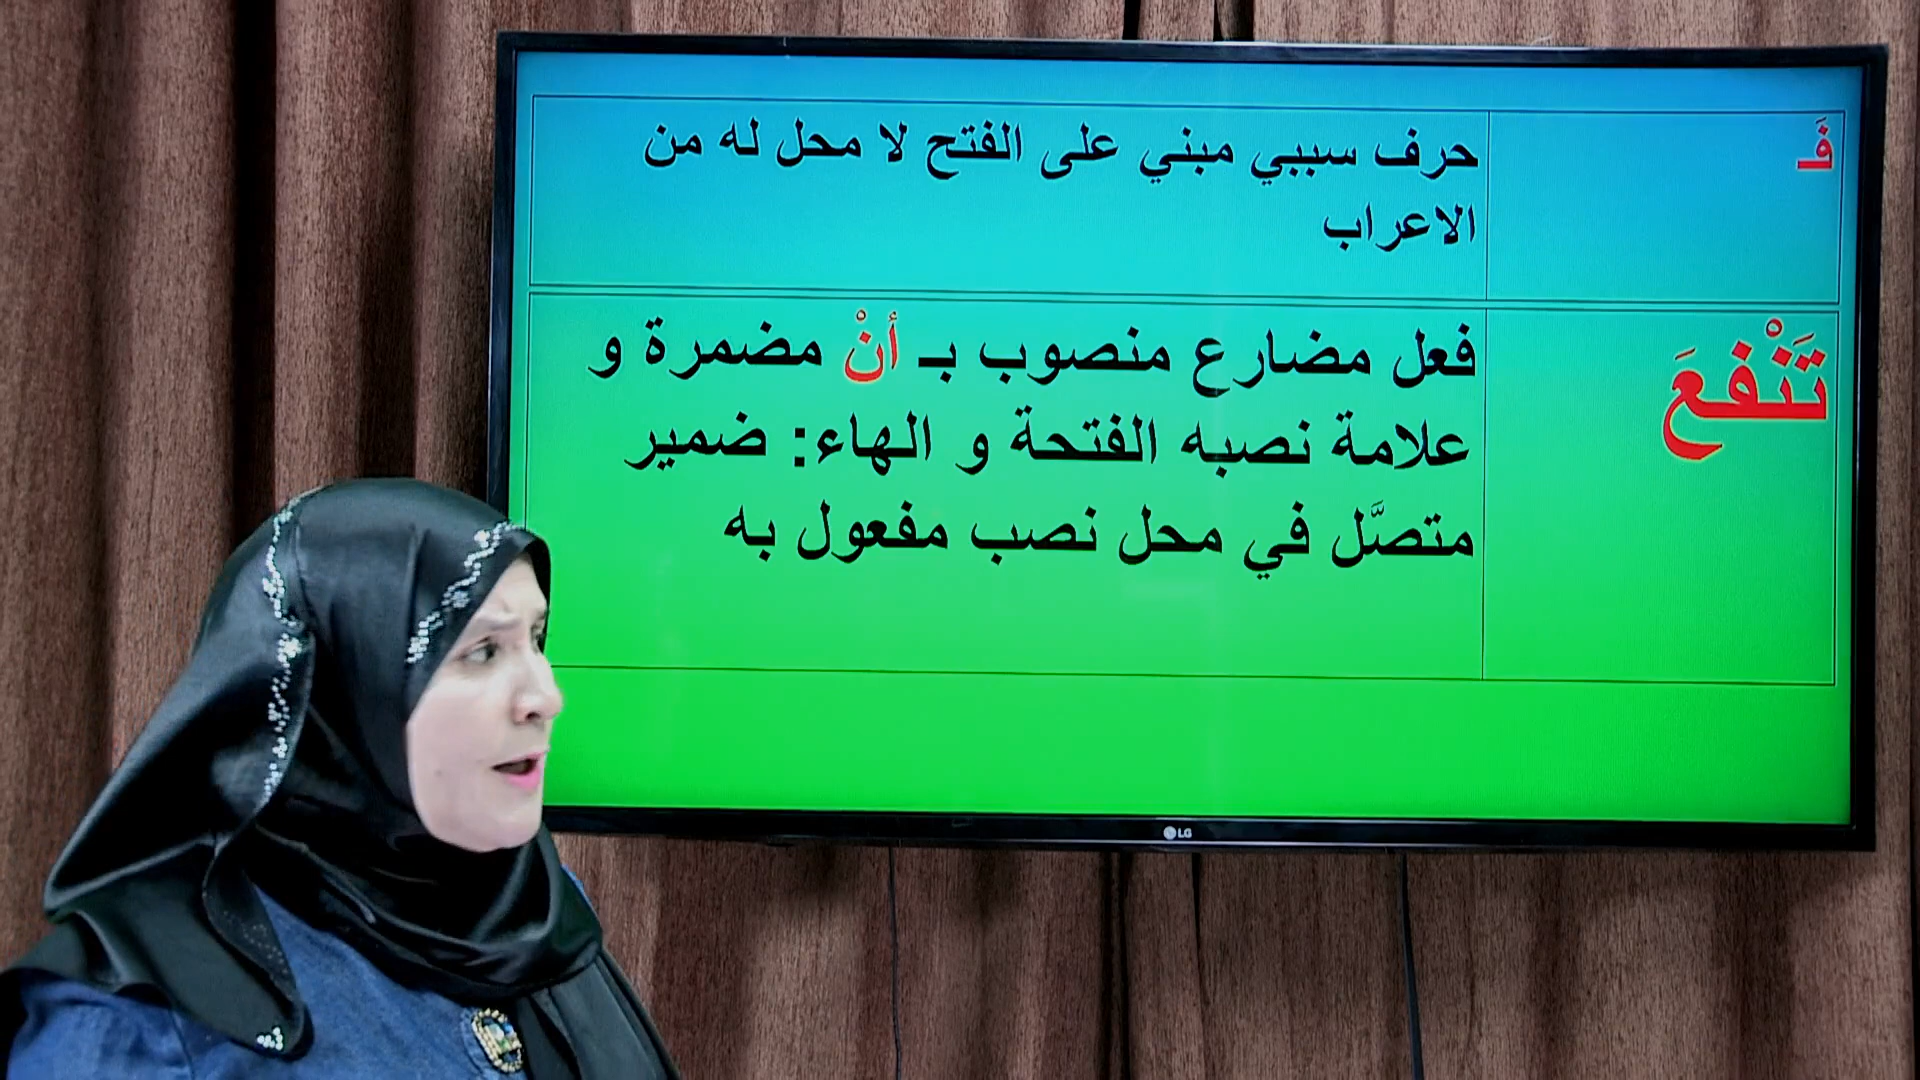 فَـ
حرف سببي مبني على الفتح لا محل له من
الاعراب
تَنْفعَ
فعل مضارع منصوب بـ أنْ مضمرة و
علامة نصبه الفتحة و الهاء: ضمير
متصَّل في محل نصب مفعول به
LG